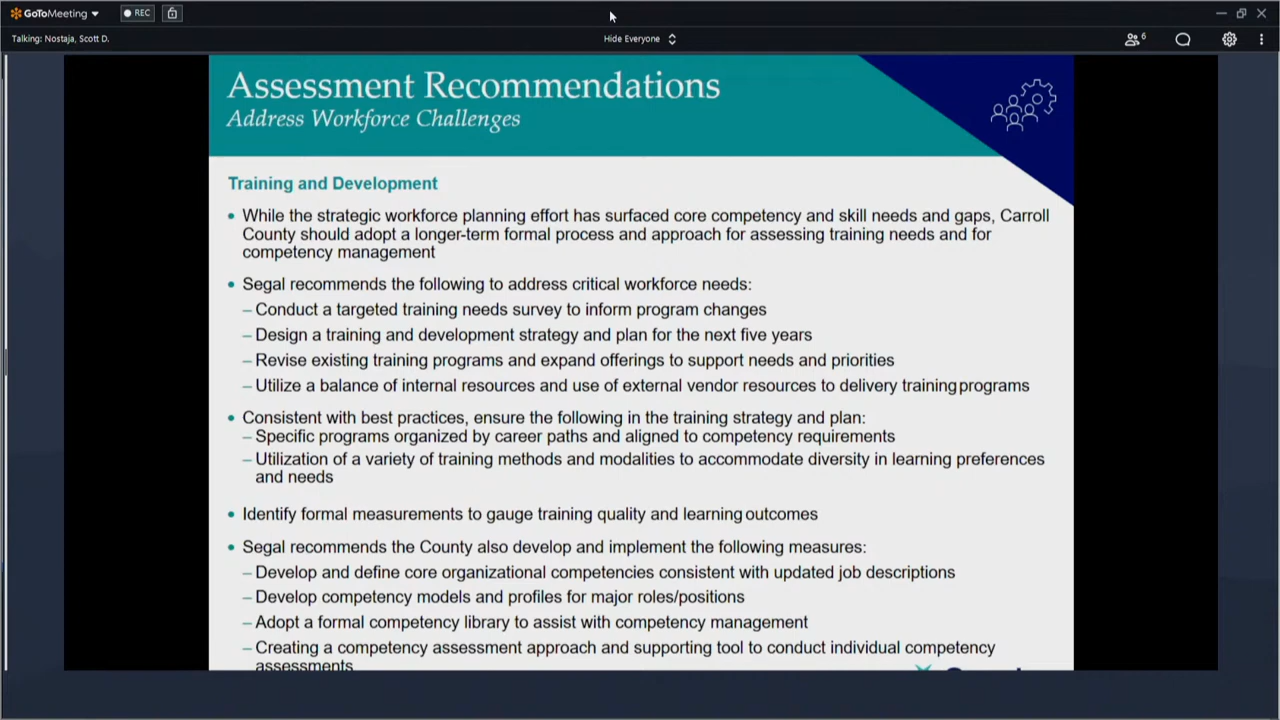 GoToMeeting
REC
Talking: Nostaja, Scott D.
Hide Everyone
6
Assessment Recommendations
Address Workforce Challenges
Training and Development
• While the strategic workforce planning effort has surfaced core competency and skill needs and gaps, Carroll
County should adopt a longer-term formal process and approach for assessing training needs and for
competency management
• Segal recommends the following to address critical workforce needs:
– Conduct a targeted training needs survey to inform program changes
– Design a training and development strategy and plan for the next five years
– Revise existing training programs and expand offerings to support needs and priorities
– Utilize a balance of internal resources and use of external vendor resources to delivery training programs
• Consistent with best practices, ensure the following in the training strategy and plan:
– Specific programs organized by career paths and aligned to competency requirements
– Utilization of a variety of training methods and modalities to accommodate diversity in learning preferences
and needs
• Identify formal measurements to gauge training quality and learning outcomes
• Segal recommends the County also develop and implement the following measures:
– Develop and define core organizational competencies consistent with updated job descriptions
– Develop competency models and profiles for major roles/positions
– Adopt a formal competency library to assist with competency management
– Creating a competency assessment approach and supporting tool to conduct individual competency
assessments